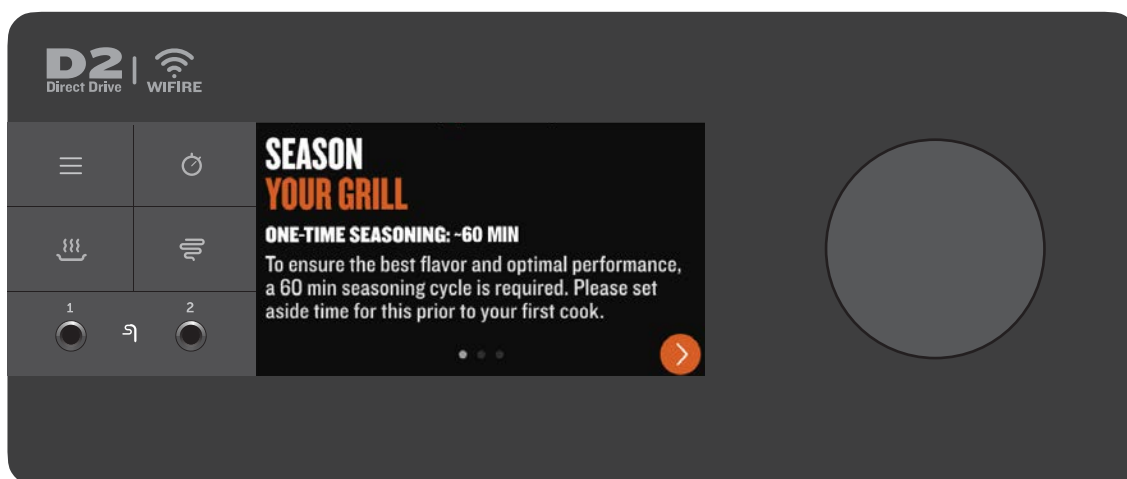 D2
Direct Drive
WiFIRE
SEASON
YOUR GRILL
ONE-TIME SEASONING: ~60 MIN
To ensure the best flavor and optimal performance,
a 60 min seasoning cycle is required. Please set
aside time for this prior to your first cook.
1
2